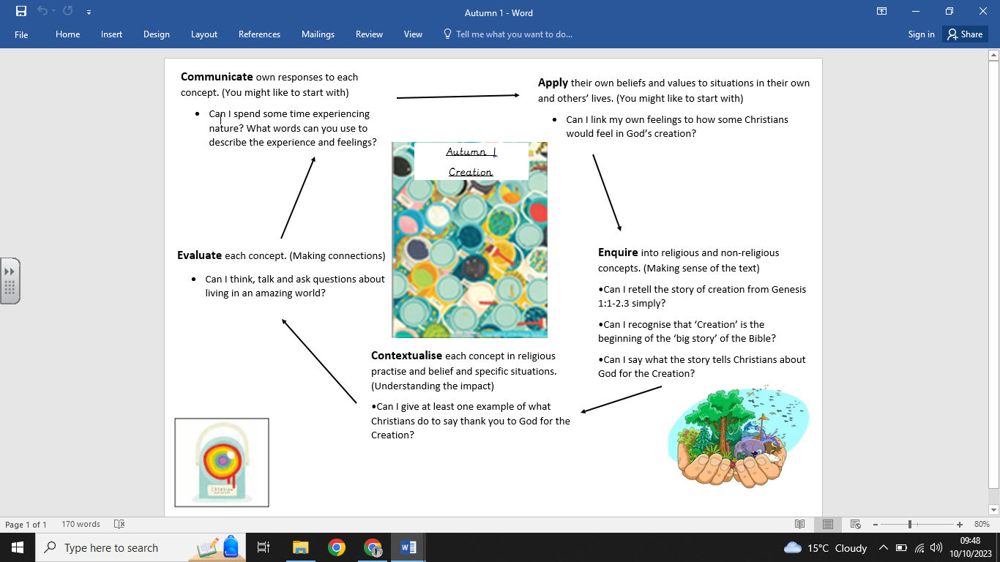 Autumn 1 - Word
File Home Insert Design Layout References Mailings Review View Tell me what you want to do... Sign in Share
Communicate own responses to each
concept. (You might like to start with)
• Can I spend some time experiencing
nature? What words can you use to
describe the experience and feelings?
Apply their own beliefs and values to situations in their own
and others’ lives. (You might like to start with)
• Can I link my own feelings to how some Christians
would feel in God’s creation?
Autumn 1
Creation
Enquire into religious and non-religious
concepts. (Making sense of the text)
•Can I retell the story of creation from Genesis
1:1-2.3 simply?
•Can I recognise that ‘Creation’ is the
beginning of the ‘big story’ of the Bible?
•Can I say what the story tells Christians about
God for the Creation?
Contextualise each concept in religious
practise and belief and specific situations.
(Understanding the impact)
•Can I give at least one example of what
Christians do to say thank you to God for the
Creation?
Evaluate each concept. (Making connections)
• Can I think, talk and ask questions about
living in an amazing world?
Page 1 of 1 170 words 80%
Type here to search 15°C Cloudy 09:48
10/10/2023